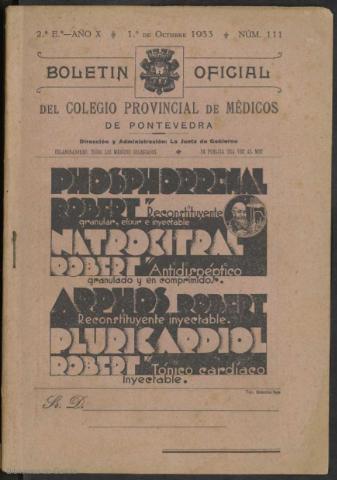 2.ª E.ª—AÑO X 1.º DE OCTUBRE 1933 NÚM. 111
BOLETIN OFICIAL
DEL COLEGIO PROVINCIAL DE MÉDICOS
DE PONTEVEDRA
Dirección y Administración: La Junta de Gobierno
COLABORADORES: TODOS LOS MÉDICOS COLEGIADOS SE PUBLICA UNA VEZ AL MES
PHOSPHORRENAL
ROBERT" Reconstituyente
granular, elixir e inyectable
NATROCITRAL
ROBERT" Antidispéptico
granulado y en comprimidos.
ARPHOS ROBERT
Reconstituyente inyectable.
PLURICARDIOL
ROBERT" Tónico cardíaco
Inyectable.
Sr. D.